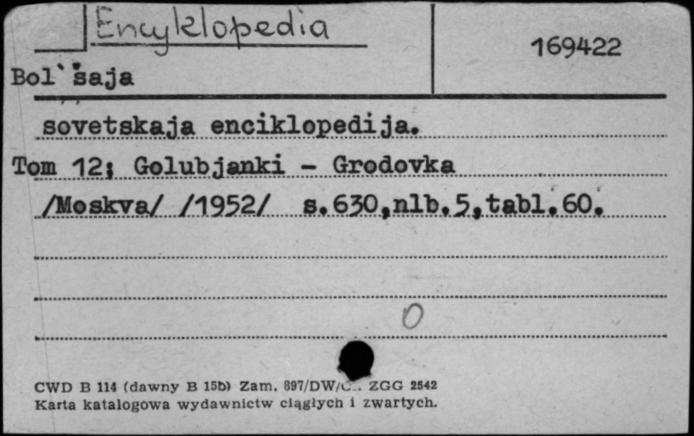 Encyklopedia
169422
Bol`šaja
sovetskaja enciklopedija.
Tom 12; Golubjanki - Grodovka
/Moskva/ /1952/ s.630,nlb.5,tabl.60.
0
CWD B 114 (dawny B 15b) Zam. 897/DW/ ZGG 2542
Karta katalogowa wydawnictw ciągłych i zwartych.